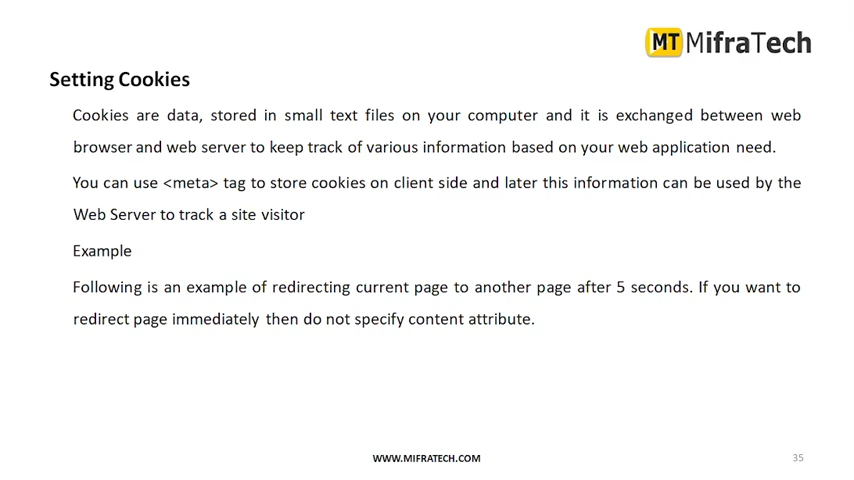 MT MifraTech
Setting Cookies
Cookies are data, stored in small text files on your computer and it is exchanged between web
browser and web server to keep track of various information based on your web application need.
You can use <meta> tag to store cookies on client side and later this information can be used by the
Web Server to track a site visitor
Example
Following is an example of redirecting current page to another page after 5 seconds. If you want to
redirect page immediately then do not specify content attribute.
WWW.MIFRATECH.COM
35